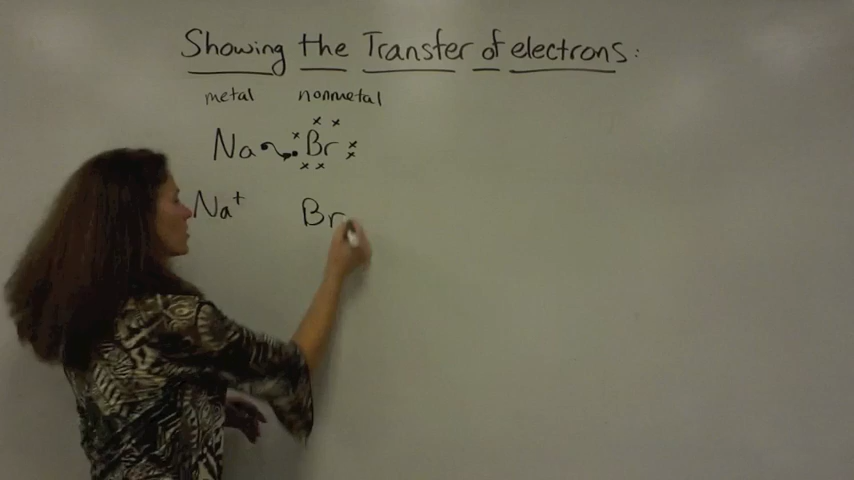 Showing the Transfer of electrons:
metal nonmetal
Na Br
Na+ Br